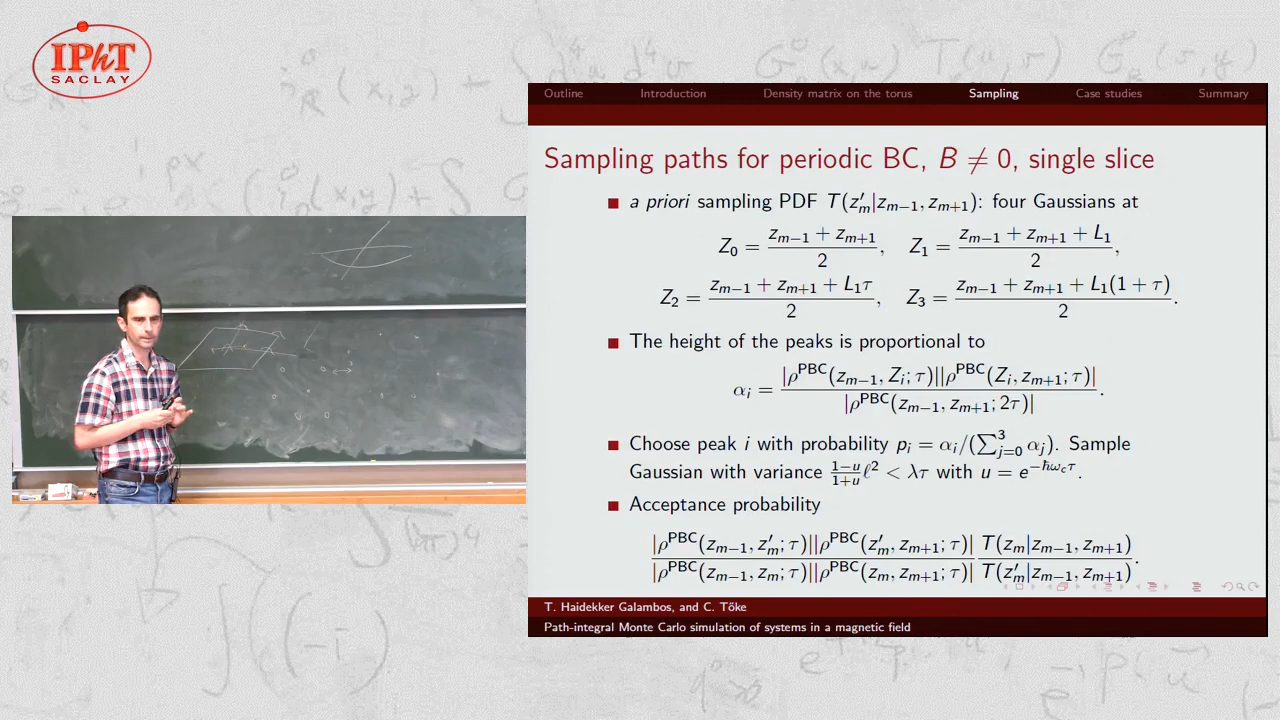 IPhT
SACLAY
Outline Introduction Density matrix on the torus Sampling Case studies Summary
Sampling paths for periodic BC, B ≠ 0, single slice
a priori sampling PDF T(z′_m|z_{m−1}, z_{m+1}): four Gaussians at
Z_0 = (z_{m−1} + z_{m+1})/2, Z_1 = (z_{m−1} + z_{m+1} + L_1)/2,
Z_2 = (z_{m−1} + z_{m+1} + L_1τ)/2, Z_3 = (z_{m−1} + z_{m+1} + L_1(1 + τ))/2.
The height of the peaks is proportional to
α_i = |ρ^PBC(z_{m−1}, Z_i; τ)||ρ^PBC(Z_i, z_{m+1}; τ)| / |ρ^PBC(z_{m−1}, z_{m+1}; 2τ)|.
Choose peak i with probability p_i = α_i/(∑_{j=0}^3 α_j). Sample
Gaussian with variance (1−u)/(1+u) ℓ² < λτ with u = e^{−ħω_cτ}.
Acceptance probability
|ρ^PBC(z_{m−1}, z′_m; τ)||ρ^PBC(z′_m, z_{m+1}; τ)| / |ρ^PBC(z_{m−1}, z_m; τ)||ρ^PBC(z_m, z_{m+1}; τ)| T(z_m|z_{m−1}, z_{m+1}) / T(z′_m|z_{m−1}, z_{m+1}).
T. Haidekker Galambos, and C. Tőke
Path-integral Monte Carlo simulation of systems in a magnetic field